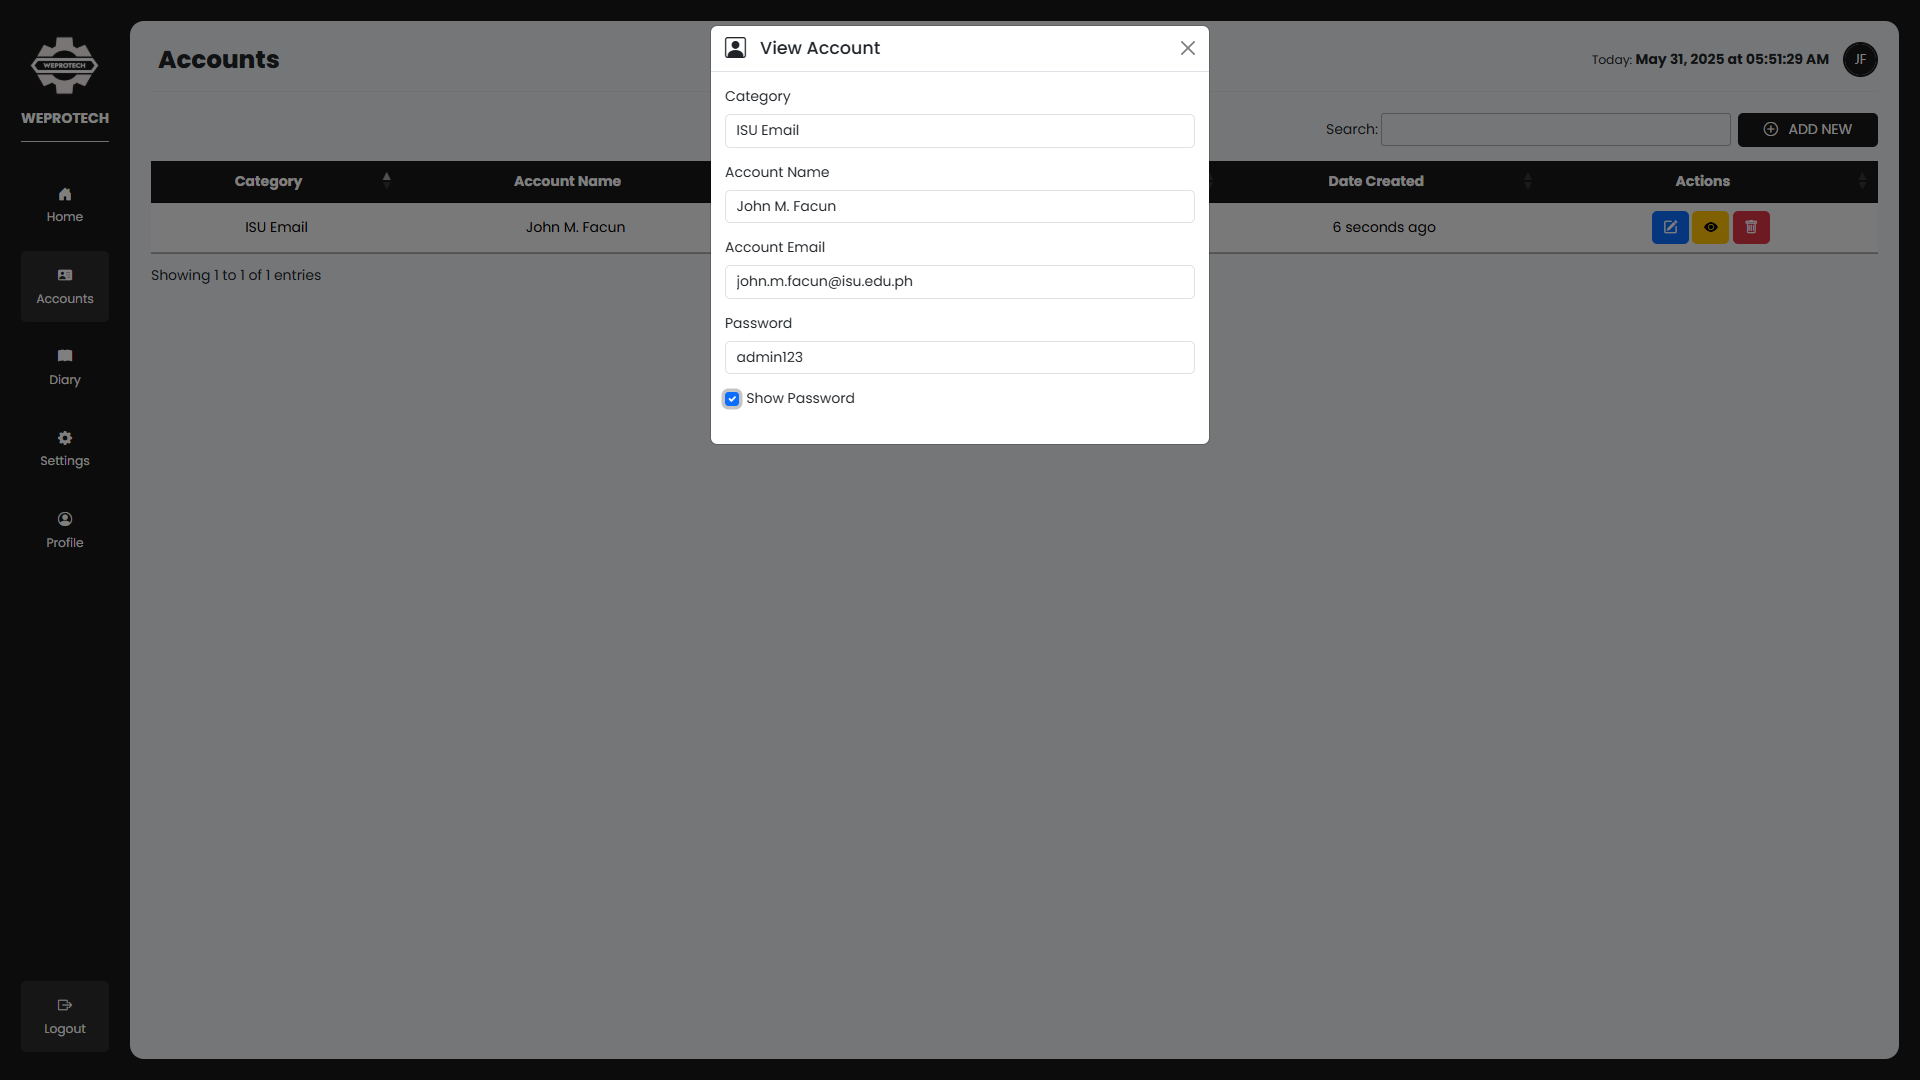 WEPROTECH
WEPROTECH
Home
Accounts
Diary
Settings
Profile
Logout
Accounts
Today: May 31, 2025 at 05:51:29 AM
JF
Search:
ADD NEW
Category
Account Name
Date Created
Actions
ISU Email
John M. Facun
6 seconds ago
Showing 1 to 1 of 1 entries
View Account
Category
ISU Email
Account Name
John M. Facun
Account Email
john.m.facun@isu.edu.ph
Password
admin123
Show Password